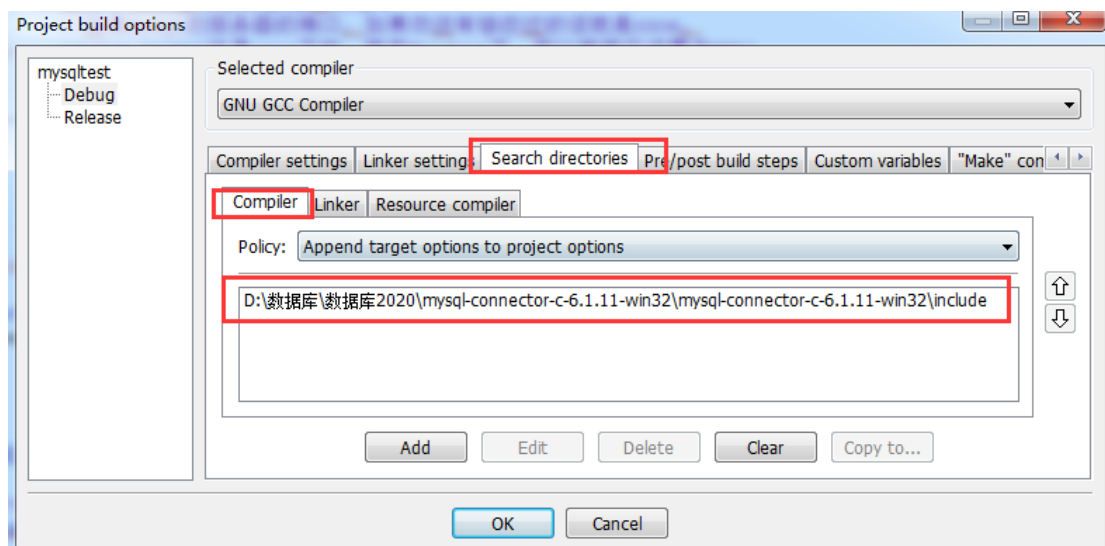 Project build options
mysqltest
Debug
Release
Selected compiler
GNU GCC Compiler
Compiler settings Linker settings Search directories Pre/post build steps Custom variables "Make" con
Compiler Linker Resource compiler
Policy: Append target options to project options
D:\数据库\数据库2020\mysql-connector-c-6.1.11-win32\mysql-connector-c-6.1.11-win32\include
Add Edit Delete Clear Copy to...
OK Cancel